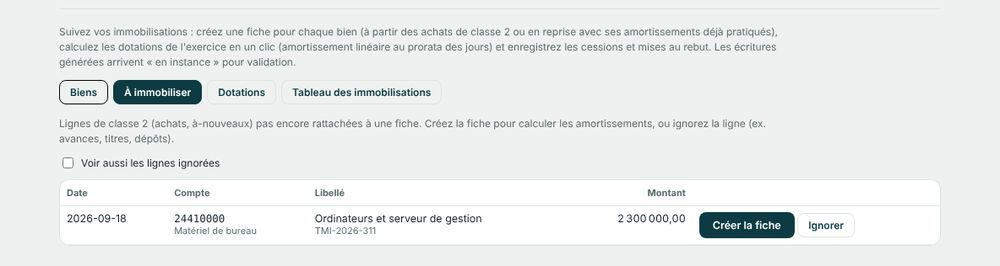 Suivez vos immobilisations : créez une fiche pour chaque bien (à partir des achats de classe 2 ou en reprise avec ses amortissements déjà pratiqués),
calculez les dotations de l'exercice en un clic (amortissement linéaire au prorata des jours) et enregistrez les cessions et mises au rebut. Les écritures
générées arrivent « en instance » pour validation.
Biens À immobiliser Dotations Tableau des immobilisations
Lignes de classe 2 (achats, à-nouveaux) pas encore rattachées à une fiche. Créez la fiche pour calculer les amortissements, ou ignorez la ligne (ex.
avances, titres, dépôts).
Voir aussi les lignes ignorées
Date Compte Libellé Montant
2026-09-18 24410000 Ordinateurs et serveur de gestion 2 300 000,00 Créer la fiche Ignorer
Matériel de bureau TMI-2026-311